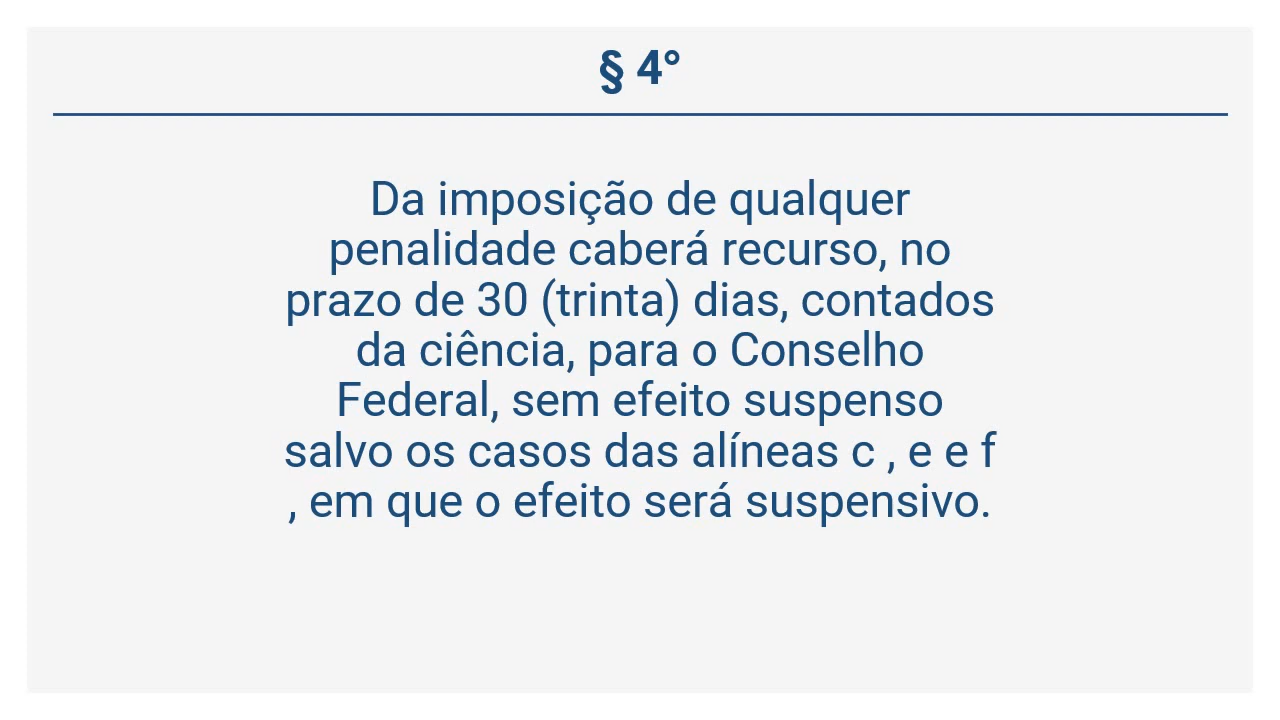 § 4°
Da imposição de qualquer
penalidade caberá recurso, no
prazo de 30 (trinta) dias, contados
da ciência, para o Conselho
Federal, sem efeito suspenso
salvo os casos das alíneas c , e e f
, em que o efeito será suspensivo.